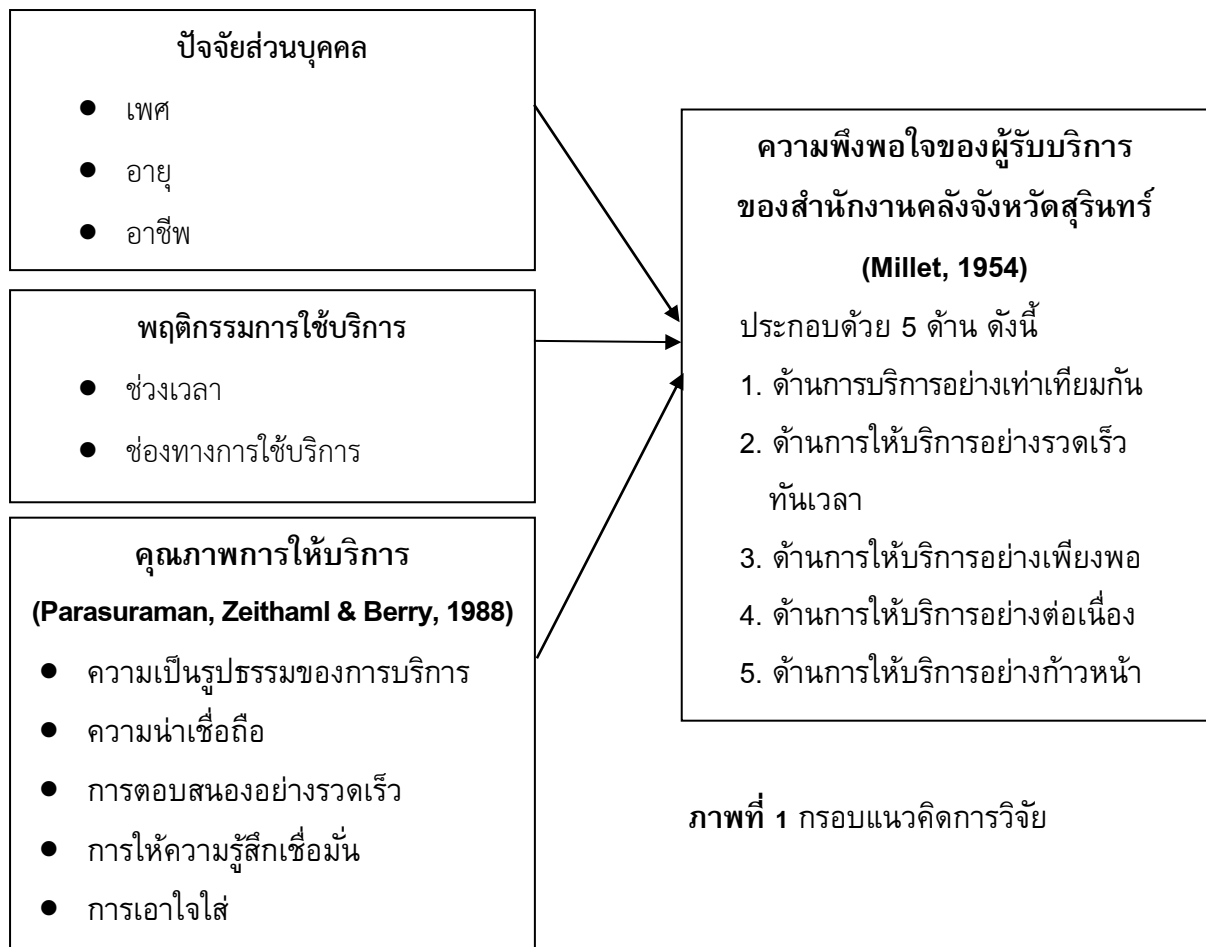 ปัจจัยส่วนบุคคล
● เพศ
● อายุ
● อาชีพ
พฤติกรรมการใช้บริการ
● ช่วงเวลา
● ช่องทางการใช้บริการ
คุณภาพการให้บริการ
(Parasuraman, Zeithaml & Berry, 1988)
● ความเป็นรูปธรรมของการบริการ
● ความน่าเชื่อถือ
● การตอบสนองอย่างรวดเร็ว
● การให้ความรู้สึกเชื่อมั่น
● การเอาใจใส่
ความพึงพอใจของผู้รับบริการ
ของสำนักงานคลังจังหวัดสุรินทร์
(Millet, 1954)
ประกอบด้วย 5 ด้าน ดังนี้
1. ด้านการบริการอย่างเท่าเทียมกัน
2. ด้านการให้บริการอย่างรวดเร็ว
ทันเวลา
3. ด้านการให้บริการอย่างเพียงพอ
4. ด้านการให้บริการอย่างต่อเนื่อง
5. ด้านการให้บริการอย่างก้าวหน้า
ภาพที่ 1 กรอบแนวคิดการวิจัย